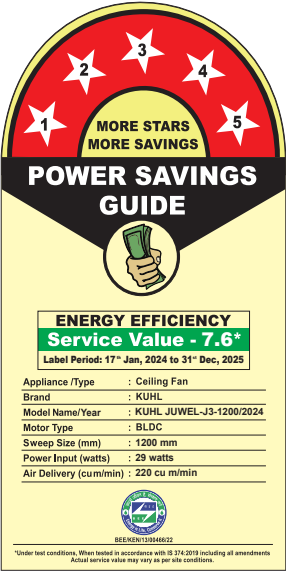 1 2 3 4 5
MORE STARS
MORE SAVINGS
POWER SAVINGS
GUIDE
ENERGY EFFICIENCY
Service Value - 7.6*
Label Period: 17th Jan, 2024 to 31st Dec, 2025
Appliance /Type : Ceiling Fan
Brand : KUHL
Model Name/Year : KUHL JUWEL-J3-1200/2024
Motor Type : BLDC
Sweep Size (mm) : 1200 mm
Power Input (watts) : 29 watts
Air Delivery (cu m/min) : 220 cu m/min
BEE/KEN/13/00466/22
*Under test conditions, When tested in accordance with IS 374:2019 including all amendments
Actual service value may vary as per site conditions.